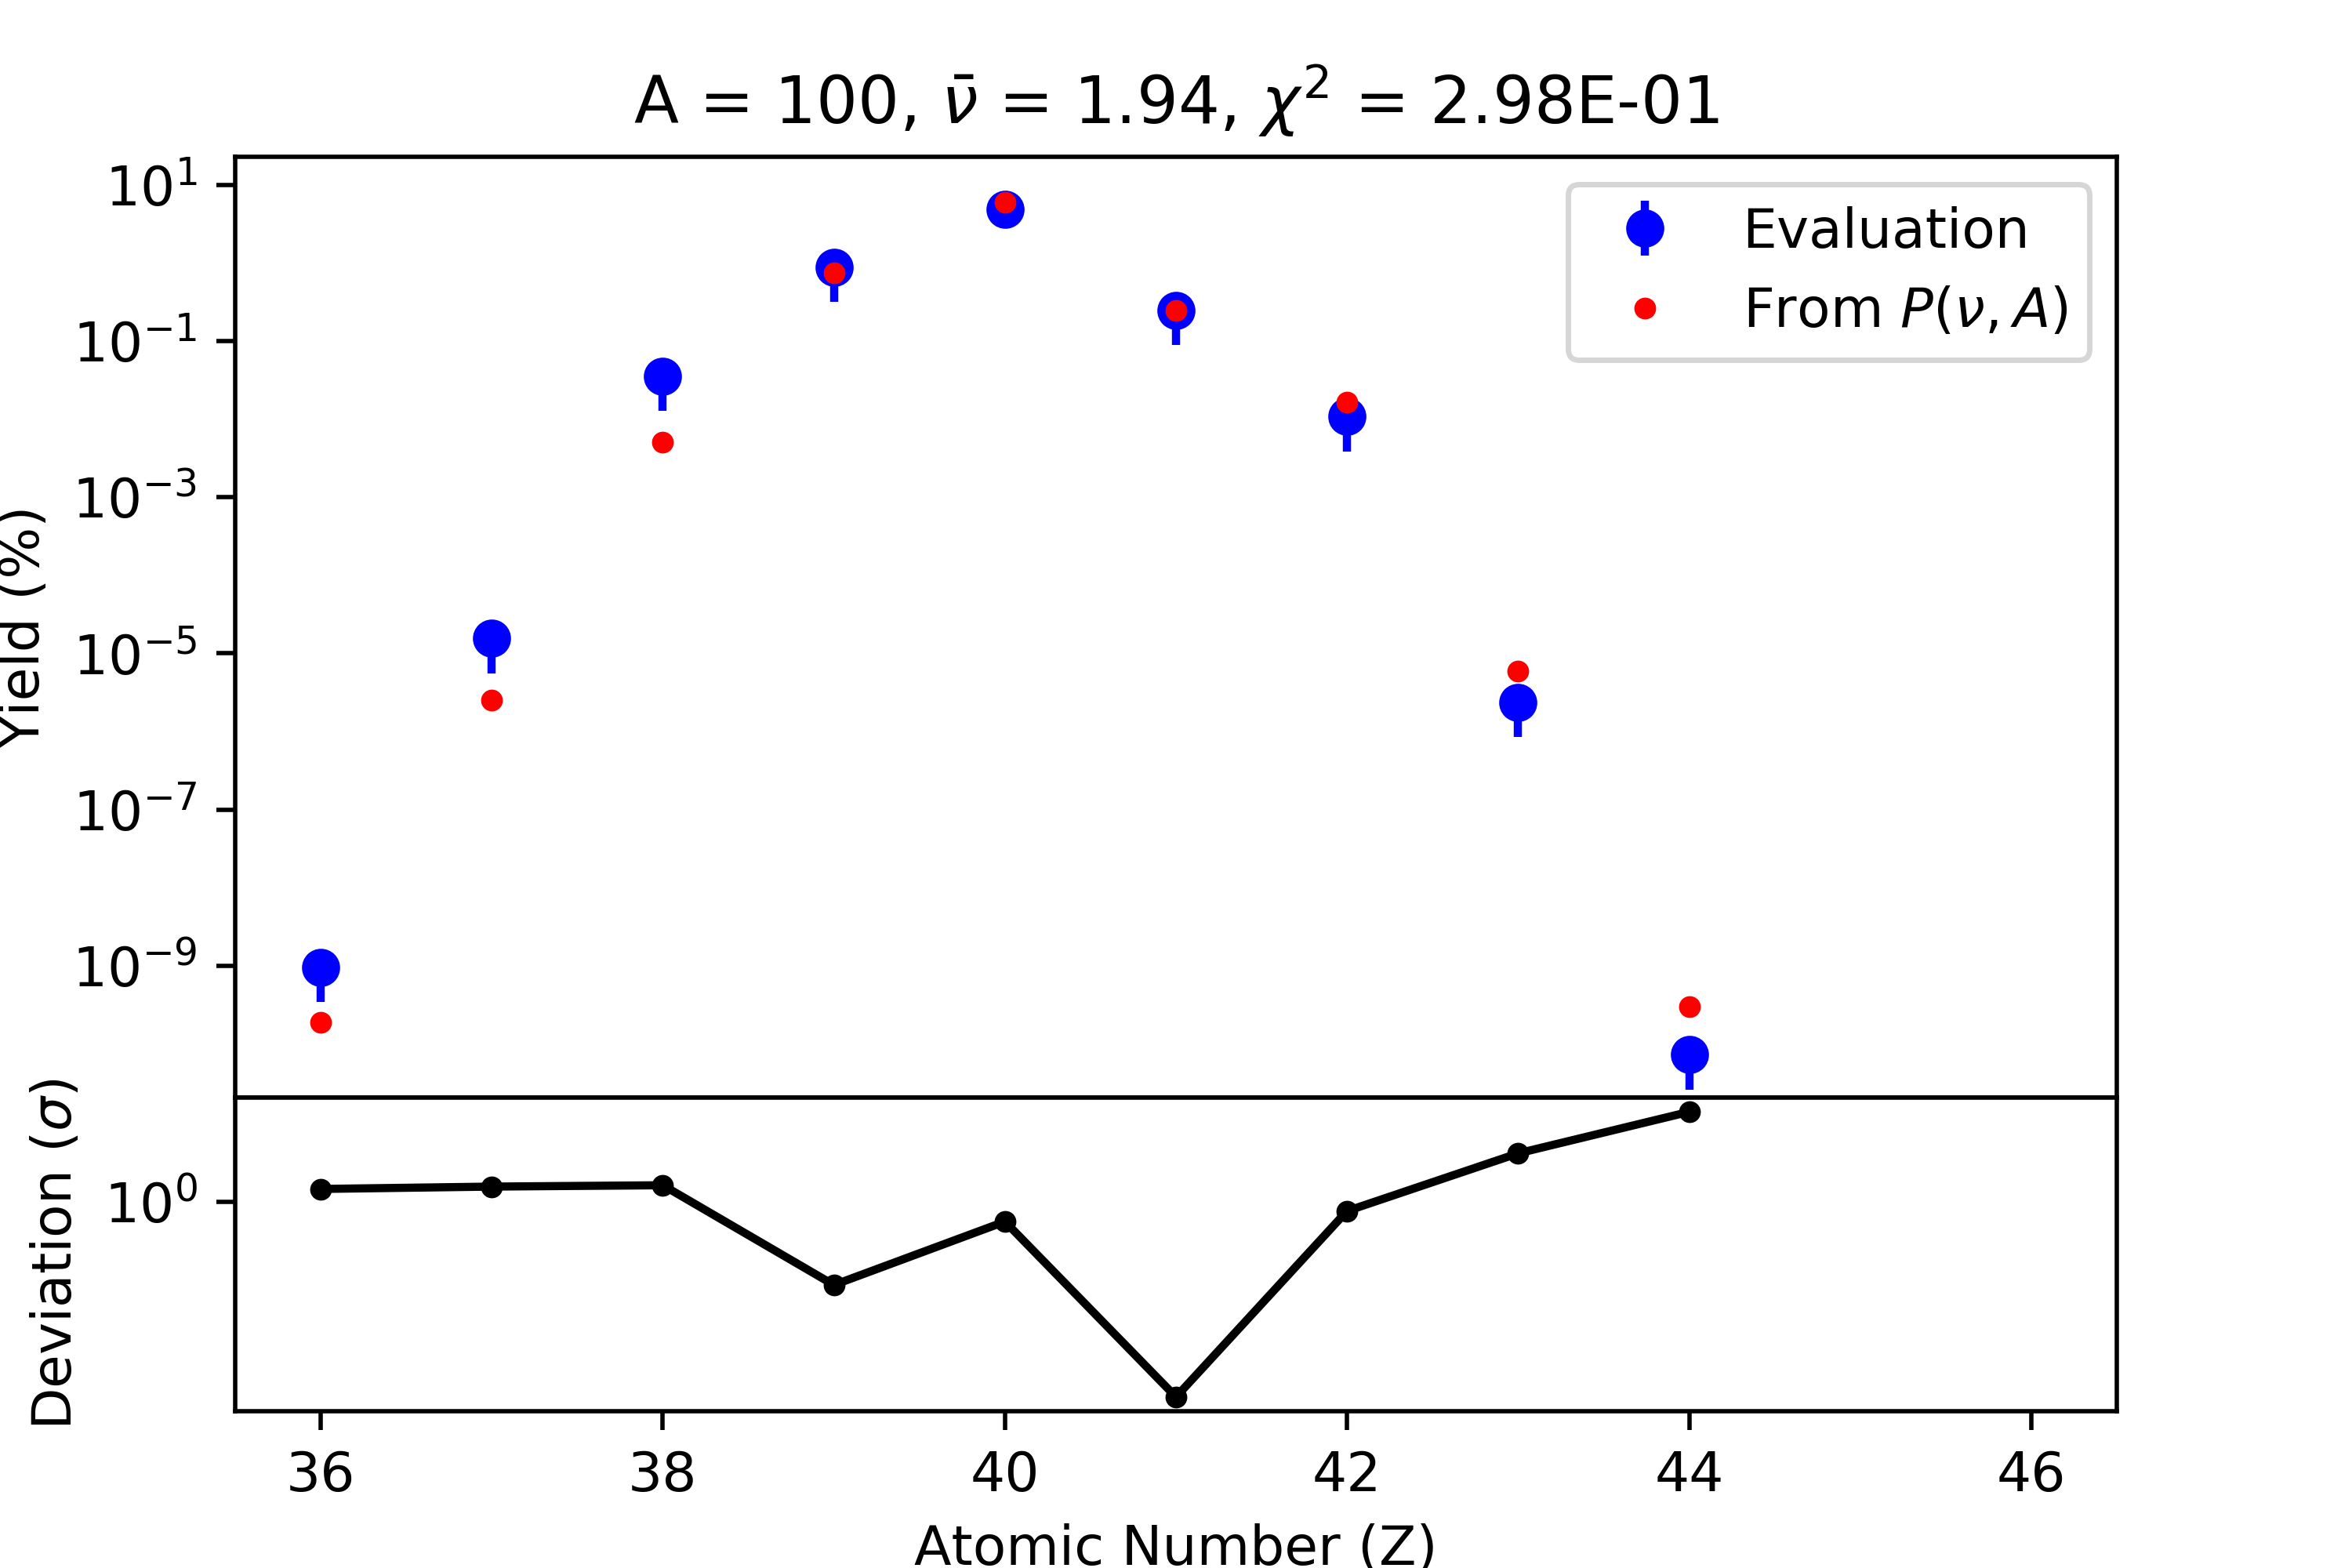 A = 100, ν̄ = 1.94, χ² = 2.98E-01
Evaluation
From P(ν, A)
Yield (%)
10¹
10⁻¹
10⁻³
10⁻⁵
10⁻⁷
10⁻⁹
Deviation (σ)
10⁰
36 38 40 42 44 46
Atomic Number (Z)